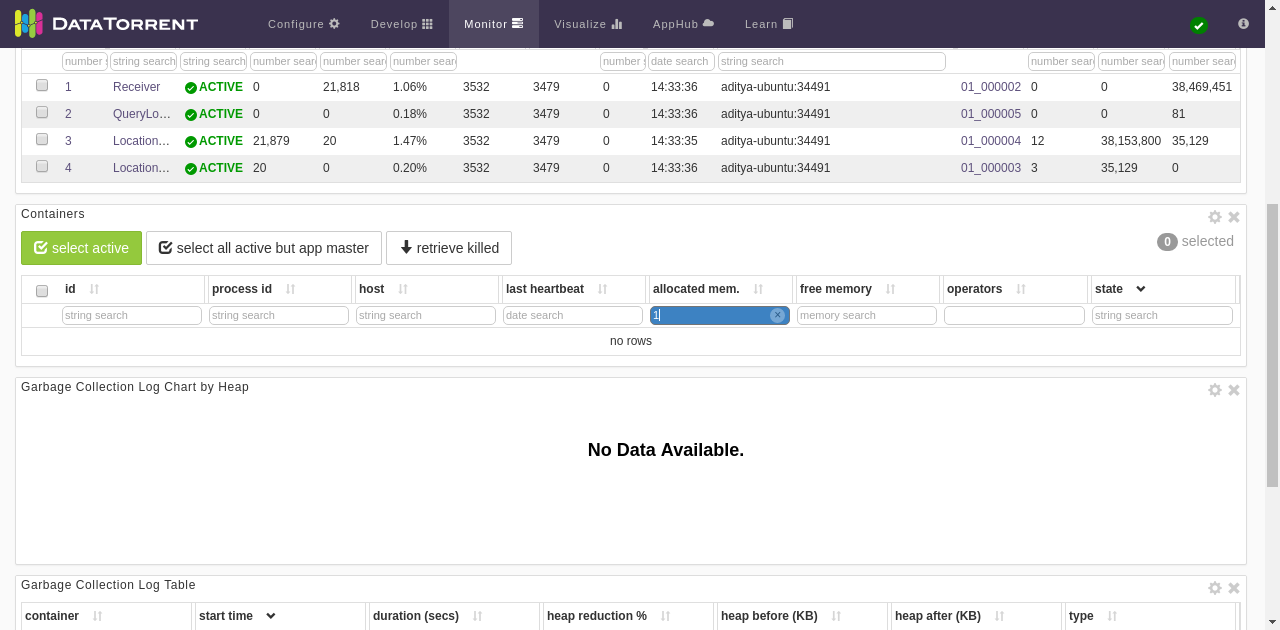 DATATORRENT Configure Develop Monitor Visualize AppHub Learn
number s string search string search number sear number sear number sear number s date search string search number sear number sear number sear
1 Receiver ACTIVE 0 21,818 1.06% 3532 3479 0 14:33:36 aditya-ubuntu:34491 01_000002 0 0 38,469,451
2 QueryLo... ACTIVE 0 0 0.18% 3532 3479 0 14:33:36 aditya-ubuntu:34491 01_000005 0 0 81
3 Location... ACTIVE 21,879 20 1.47% 3532 3479 0 14:33:35 aditya-ubuntu:34491 01_000004 12 38,153,800 35,129
4 Location... ACTIVE 20 0 0.20% 3532 3479 0 14:33:36 aditya-ubuntu:34491 01_000003 3 35,129 0
Containers
select active select all active but app master retrieve killed 0 selected
id process id host last heartbeat allocated mem. free memory operators state
string search string search string search date search 1 memory search string search
no rows
Garbage Collection Log Chart by Heap
No Data Available.
Garbage Collection Log Table
container start time duration (secs) heap reduction % heap before (KB) heap after (KB) type